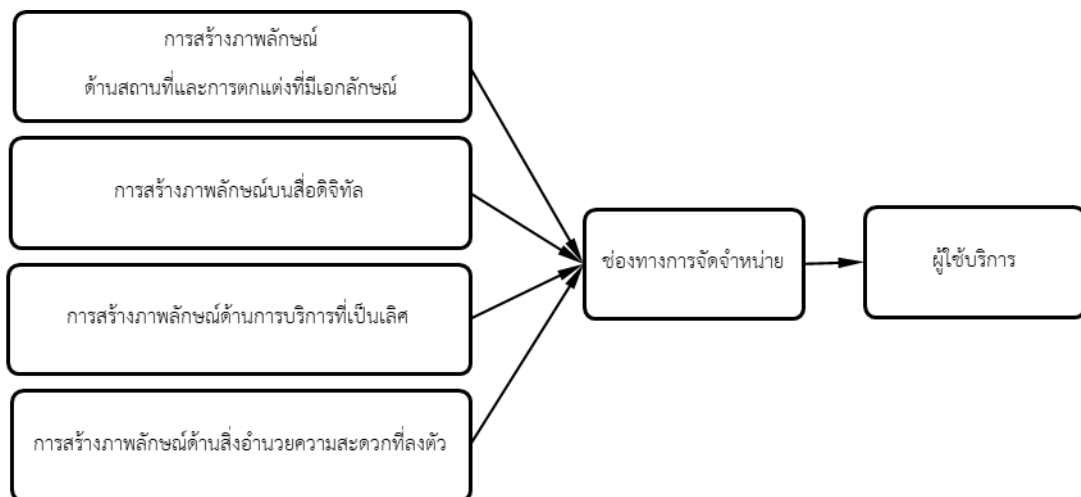 การสร้างภาพลักษณ์
ด้านสถานที่และการตกแต่งที่มีเอกลักษณ์
การสร้างภาพลักษณ์บนสื่อดิจิทัล
การสร้างภาพลักษณ์ด้านการบริการที่เป็นเลิศ
การสร้างภาพลักษณ์ด้านสิ่งอำนวยความสะดวกที่ลงตัว
ช่องทางการจัดจำหน่าย
ผู้ใช้บริการ